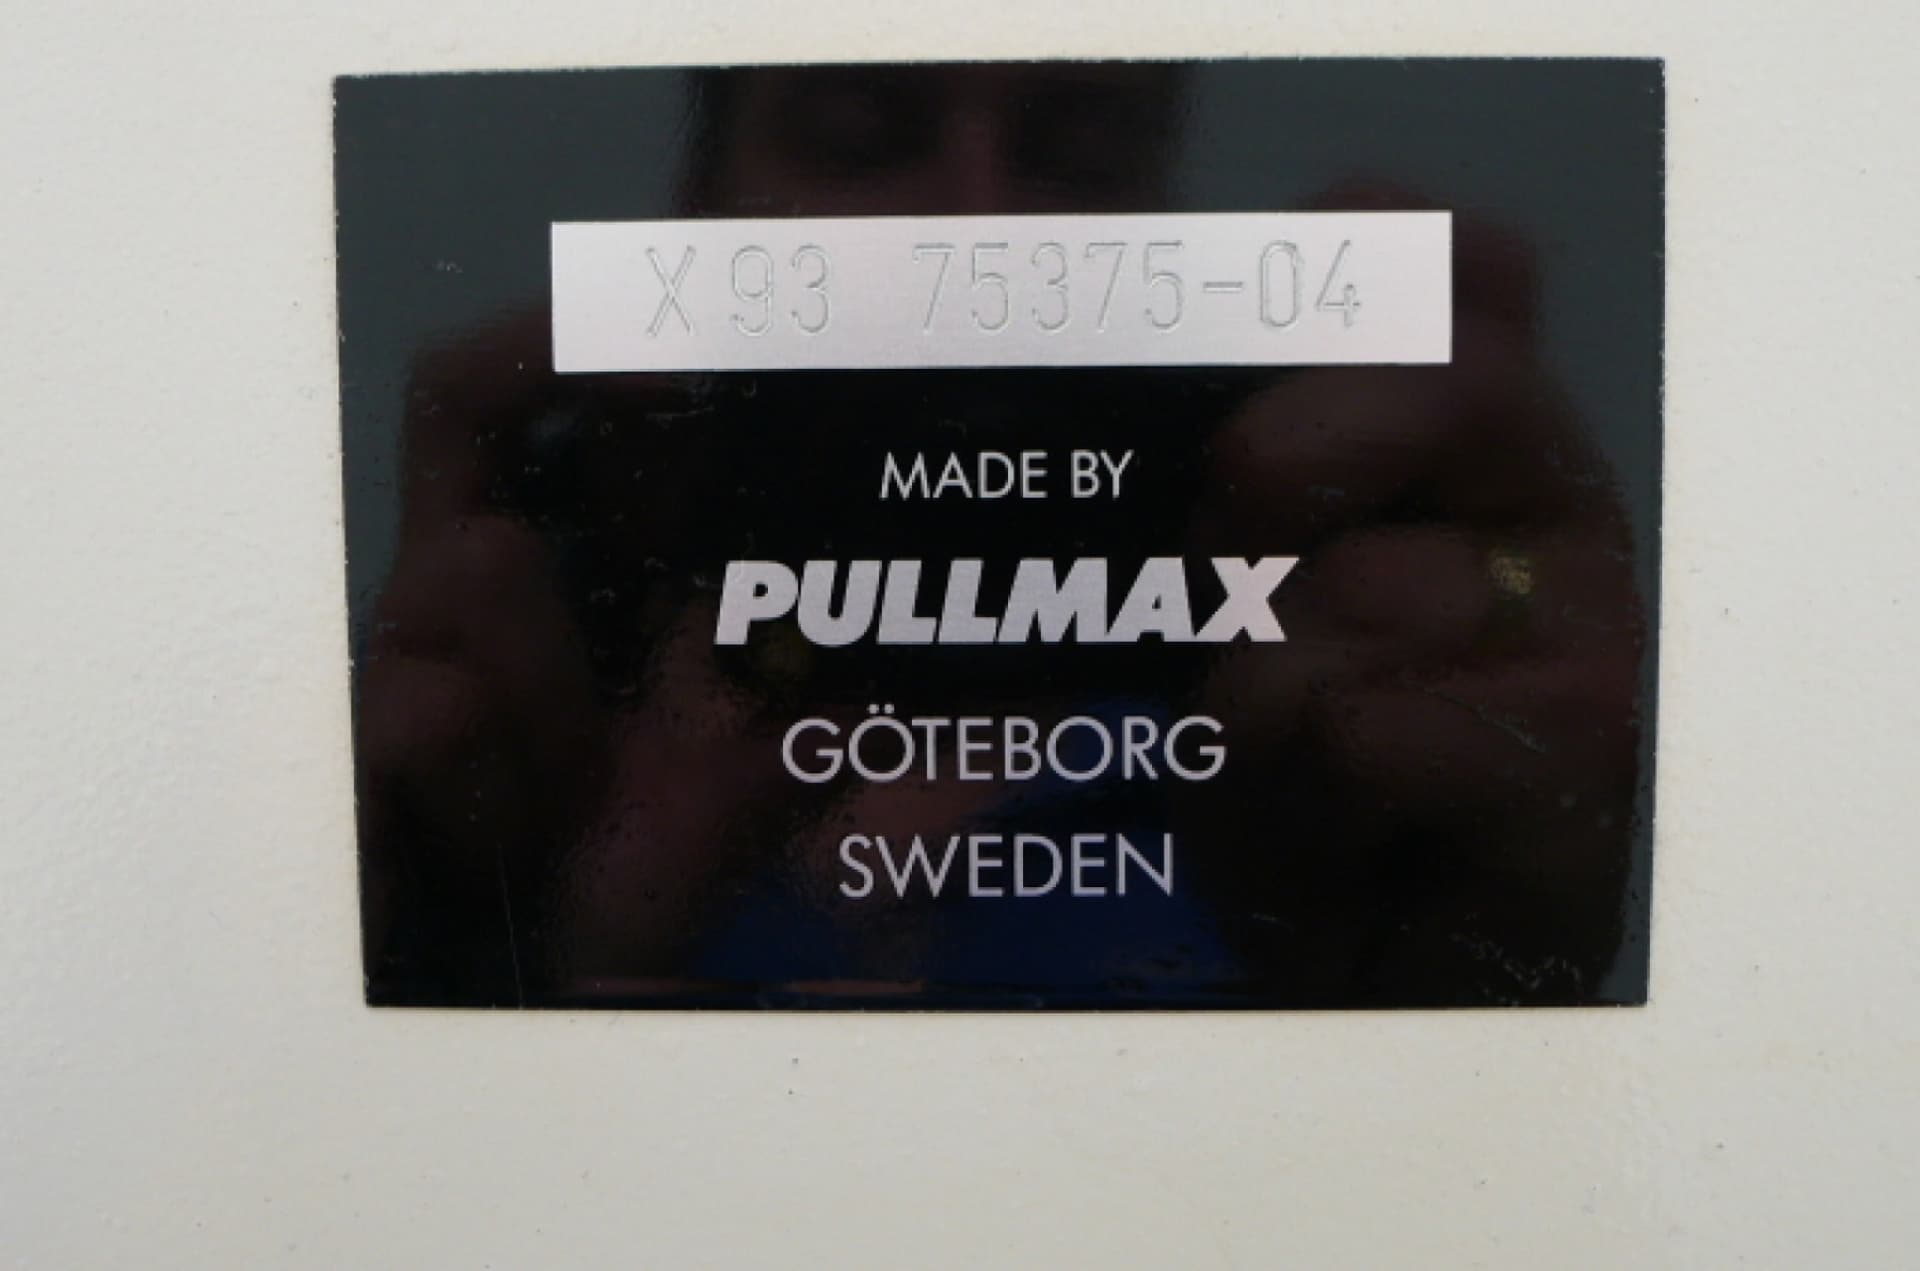 X93 75375-04
MADE BY
PULLMAX
GÖTEBORG
SWEDEN